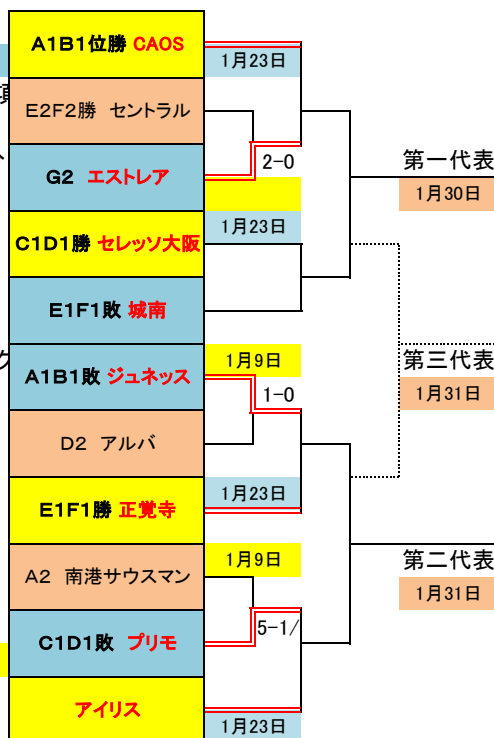 A1B1位勝 CAOS
1月23日
E2F2勝 セントラル
2-0
第一代表
G2 エストレア
1月30日
C1D1勝 セレッソ大阪
1月23日
E1F1敗 城南
1月9日
第三代表
A1B1敗 ジュネッス
1-0
1月31日
D2 アルバ
1月23日
E1F1勝 正覚寺
1月9日
第二代表
A2 南港サウスマン
1月31日
5-1/
C1D1敗 プリモ
アイリス
1月23日